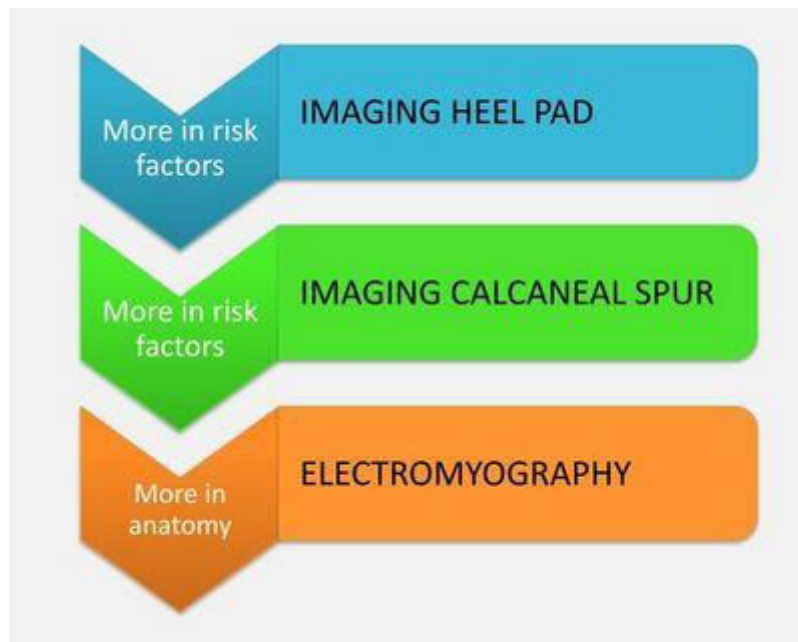 More in risk
factors
IMAGING HEEL PAD
More in risk
factors
IMAGING CALCANEAL SPUR
More in
anatomy
ELECTROMYOGRAPHY